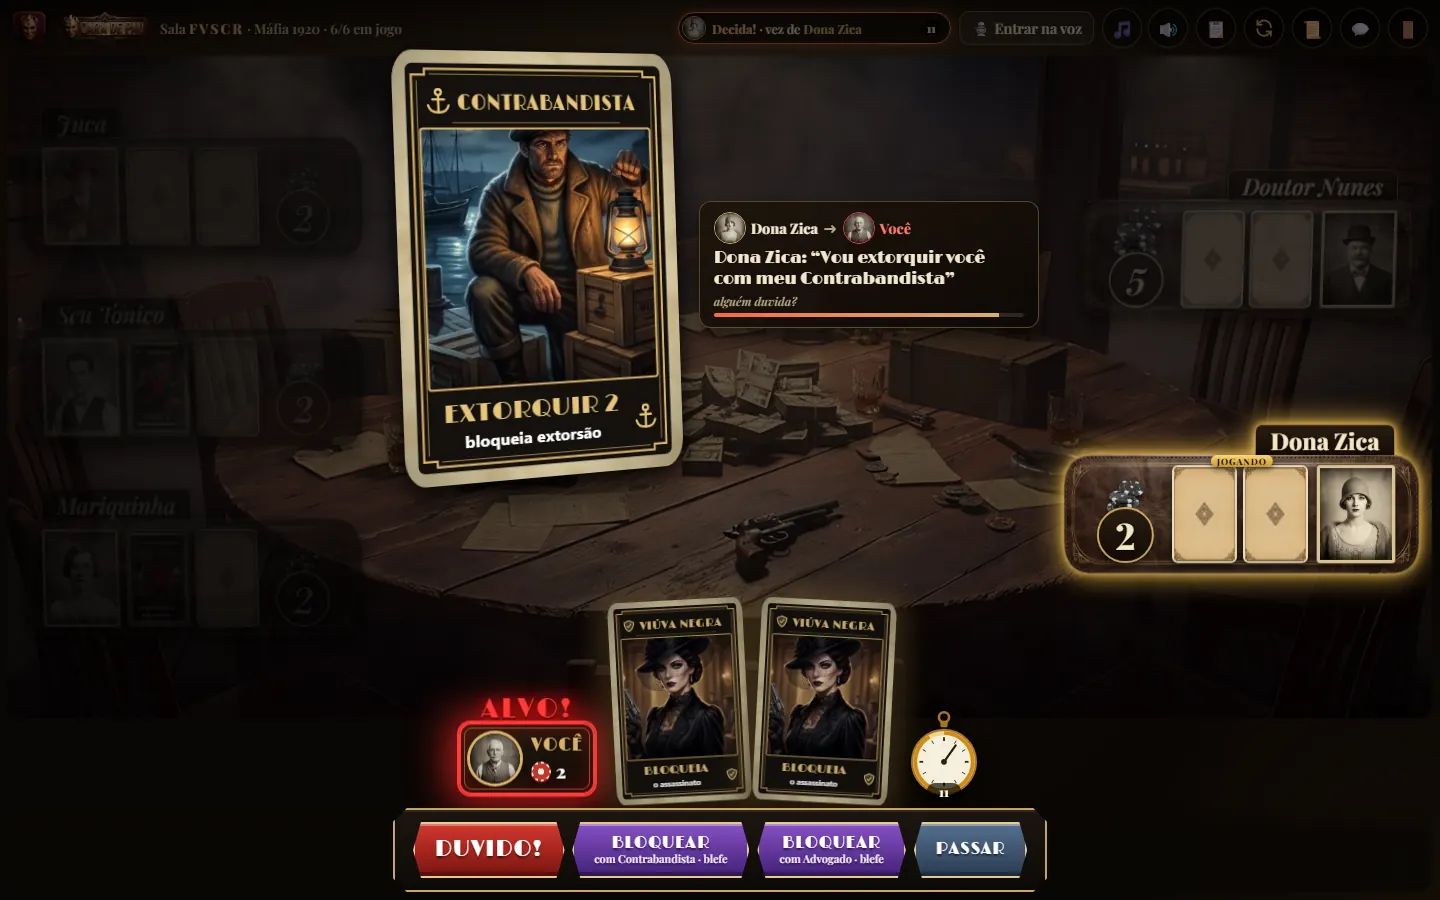 Sala FVSCR · Máfia 1920 · 6/6 em jogo
Decida! · vez de Dona Zica
11
Entrar na voz
Juca
2
Seu Tonico
2
Mariquinha
2
CONTRABANDISTA
EXTORQUIR 2
bloqueia extorsão
Dona Zica → Você
Dona Zica: “Vou extorquir você
com meu Contrabandista”
alguém duvida?
Doutor Nunes
5
Dona Zica
JOGANDO
2
ALVO!
VOCÊ
2
VIÚVA NEGRA
BLOQUEIA
o assassinato
VIÚVA NEGRA
BLOQUEIA
o assassinato
11
DUVIDO!
BLOQUEAR
com Contrabandista · blefe
BLOQUEAR
com Advogado · blefe
PASSAR